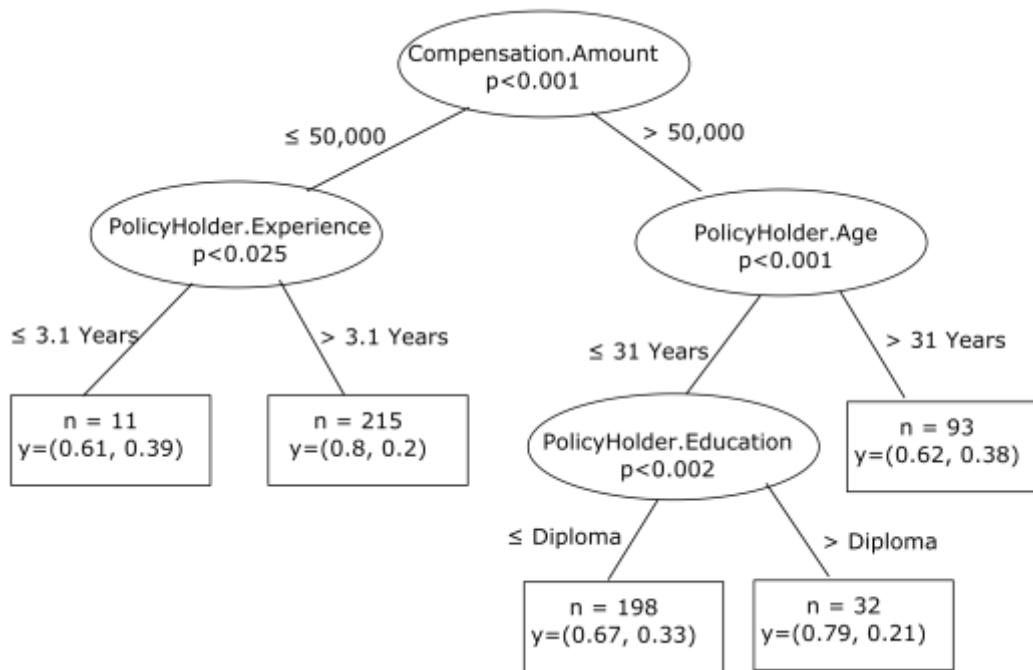 Compensation.Amount
p<0.001
≤ 50,000
> 50,000
PolicyHolder.Experience
p<0.025
PolicyHolder.Age
p<0.001
≤ 3.1 Years
> 3.1 Years
≤ 31 Years
> 31 Years
n = 11
y=(0.61, 0.39)
n = 215
y=(0.8, 0.2)
PolicyHolder.Education
p<0.002
n = 93
y=(0.62, 0.38)
≤ Diploma
> Diploma
n = 198
y=(0.67, 0.33)
n = 32
y=(0.79, 0.21)